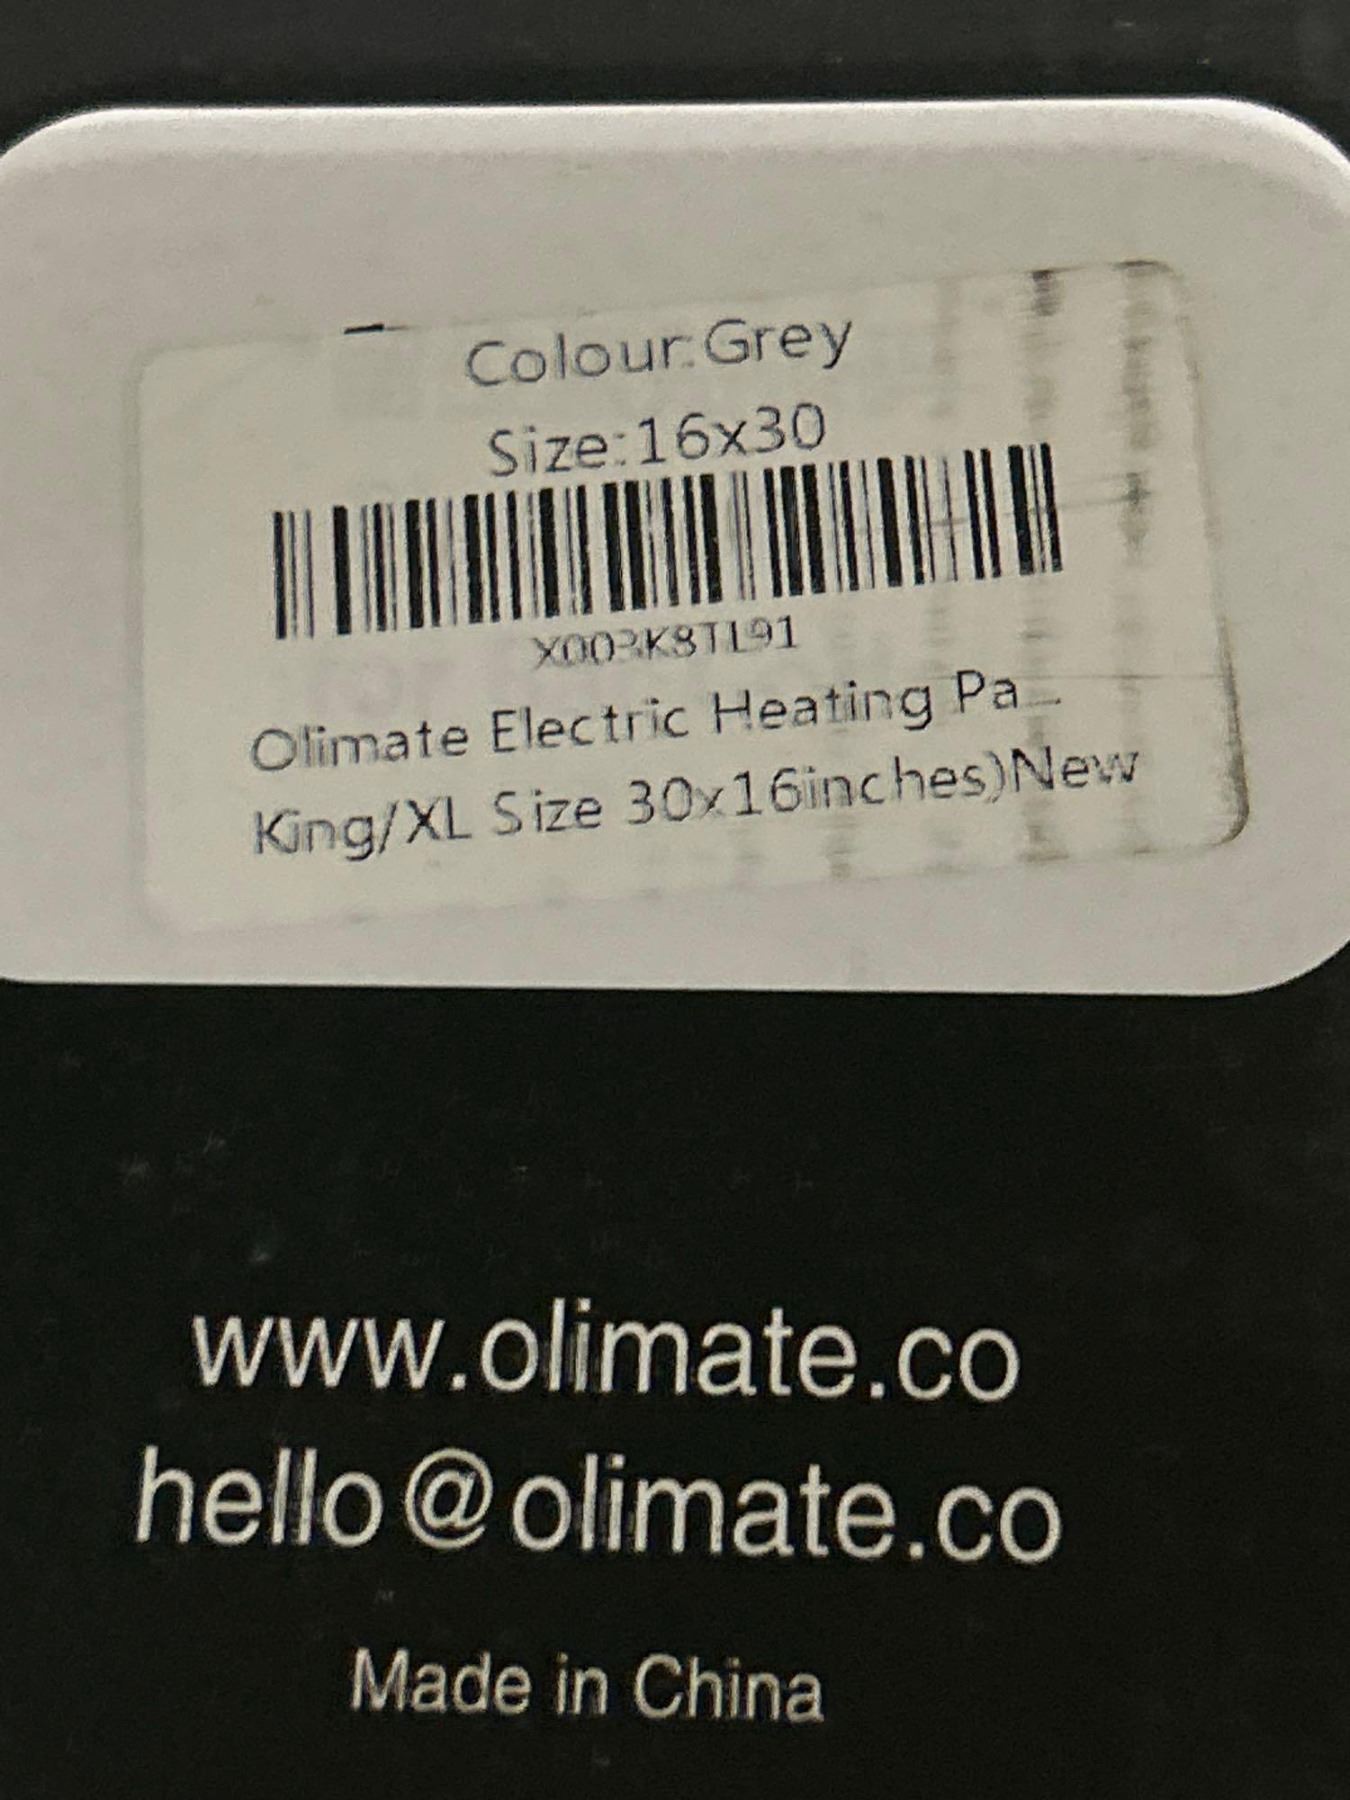 Colour:Grey
Size:16x30
X003K8TL91
Olimate Electric Heating Pa...
King/XL Size 30x16inches)New
www.olimate.co
hello@olimate.co
Made in China